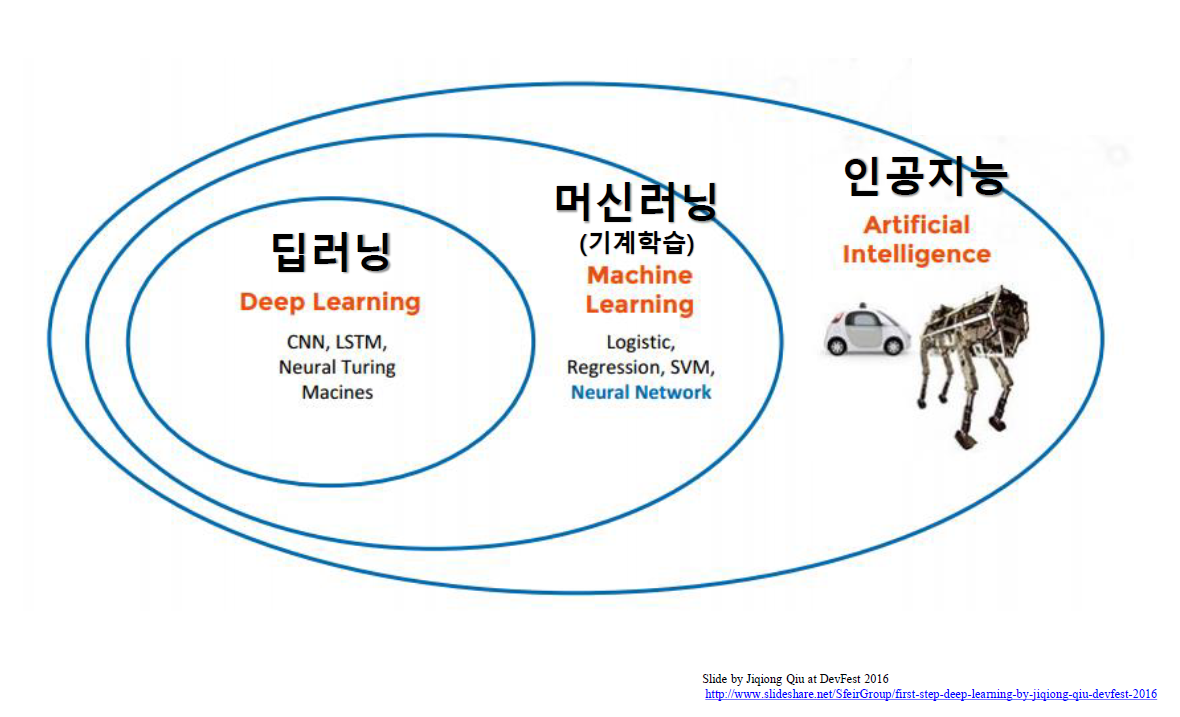 인공지능
Artificial
Intelligence
머신러닝
(기계학습)
Machine
Learning
Logistic,
Regression, SVM,
Neural Network
딥러닝
Deep Learning
CNN, LSTM,
Neural Turing
Macines
Slide by Jiqiong Qiu at DevFest 2016
http://www.slideshare.net/SfeirGroup/first-step-deep-learning-by-jiqiong-qiu-devfest-2016